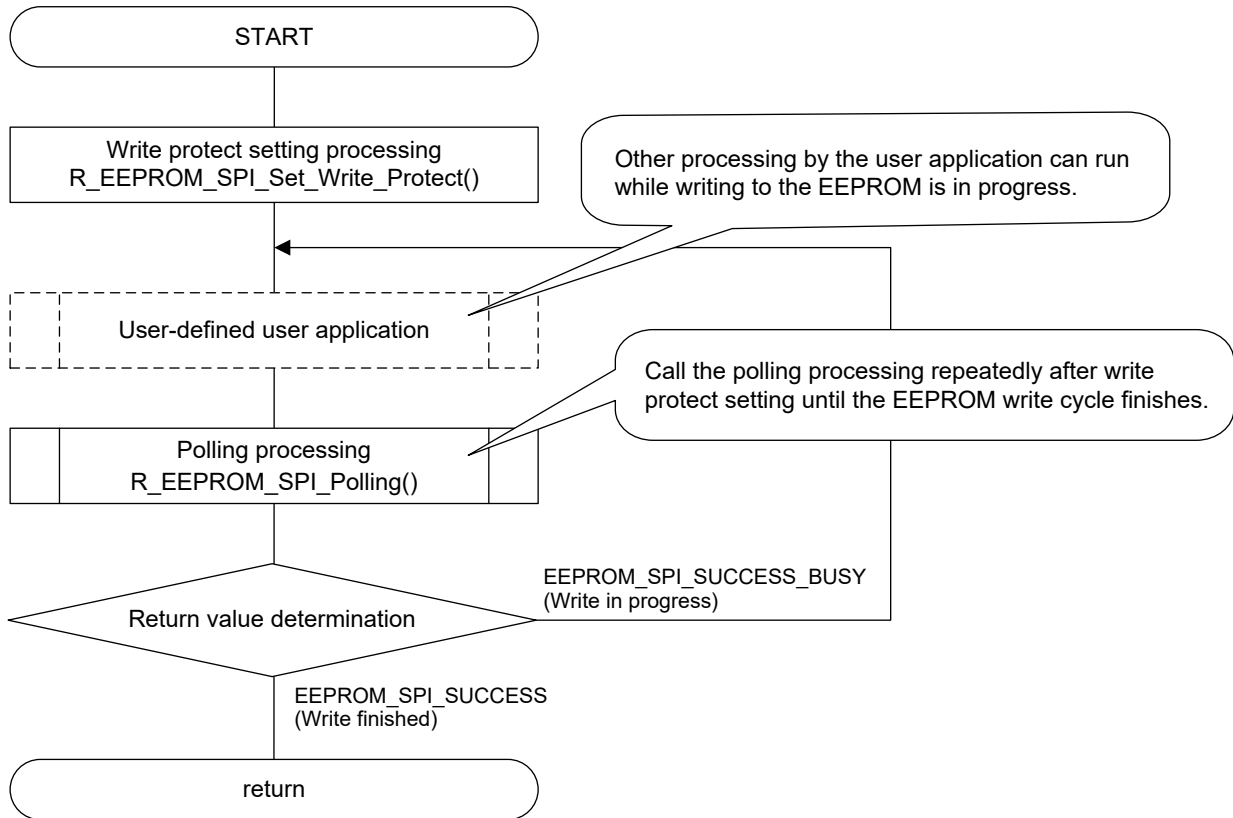 START
Write protect setting processing
R_EEPROM_SPI_Set_Write_Protect()
Other processing by the user application can run
while writing to the EEPROM is in progress.
User-defined user application
Call the polling processing repeatedly after write
protect setting until the EEPROM write cycle finishes.
Polling processing
R_EEPROM_SPI_Polling()
EEPROM_SPI_SUCCESS_BUSY
(Write in progress)
Return value determination
EEPROM_SPI_SUCCESS
(Write finished)
return